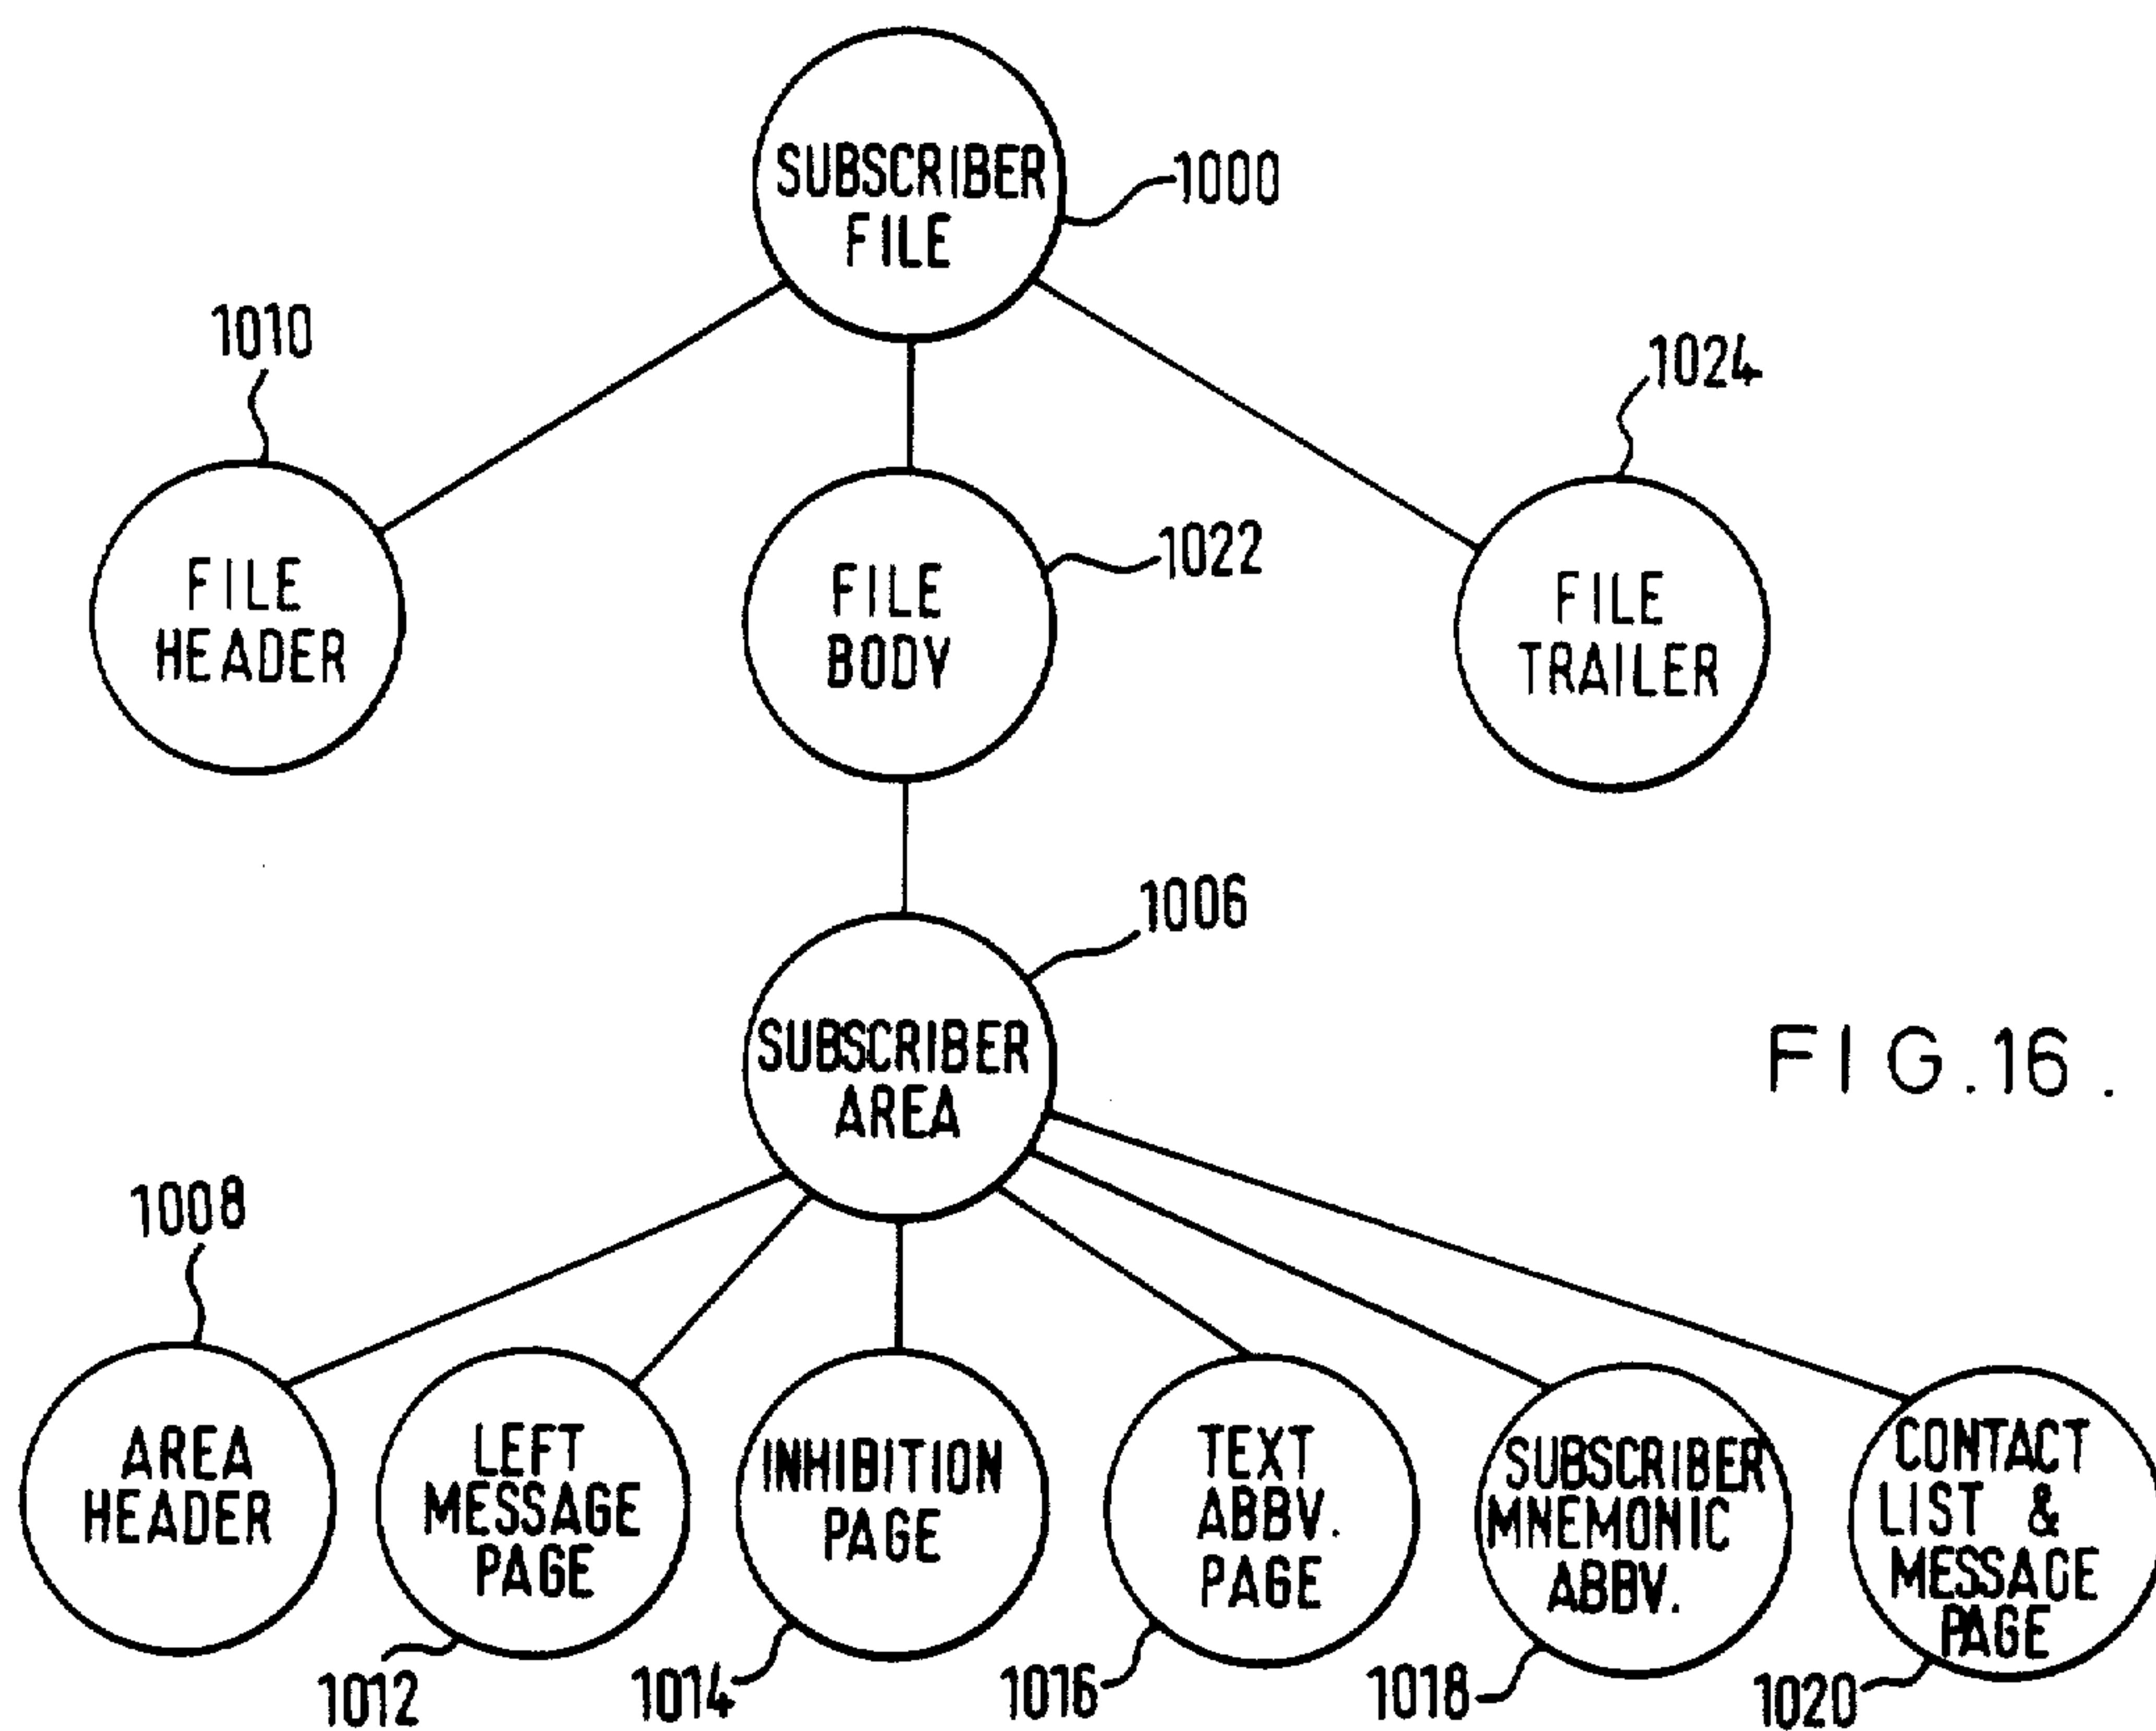 SUBSCRIBER
FILE
1000
1010
1024
FILE
HEADER
FILE
BODY
1022
FILE
TRAILER
1006
SUBSCRIBER
AREA
FIG.16.
1008
AREA
HEADER
LEFT
MESSAGE
PAGE
INHIBITION
PAGE
TEXT
ABBV.
PAGE
SUBSCRIBER
MNEMONIC
ABBV.
CONTACT
LIST &
MESSAGE
PAGE
1012
1014
1016
1018
1020